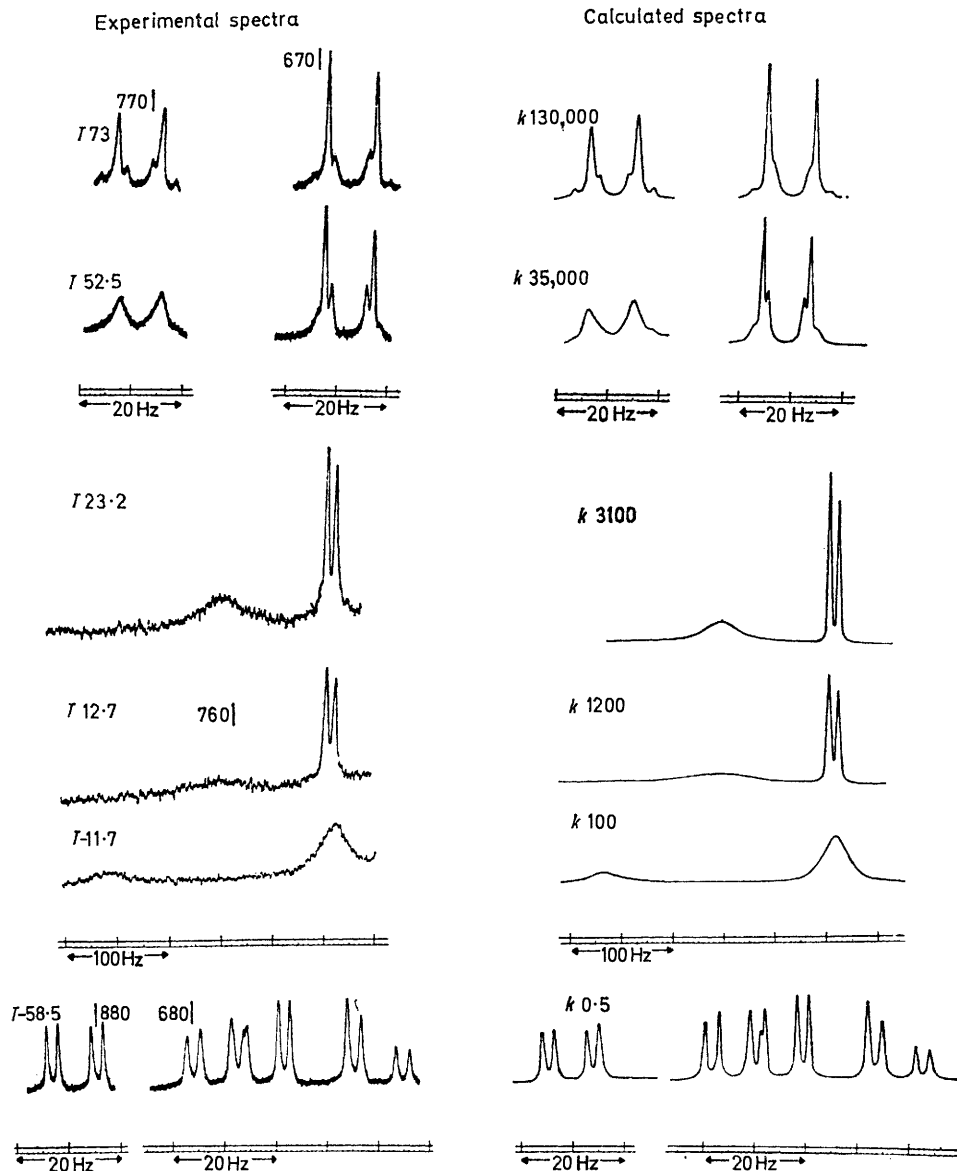 Experimental spectra
Calculated spectra
770
670
T 73
k 130,000
T 52·5
k 35,000
20 Hz
20 Hz
20 Hz
20 Hz
T 23·2
k 3100
T 12·7
760
k 1200
T-11·7
k 100
100 Hz
100 Hz
T-58·5
880
680
k 0·5
20 Hz
20 Hz
20 Hz
20 Hz